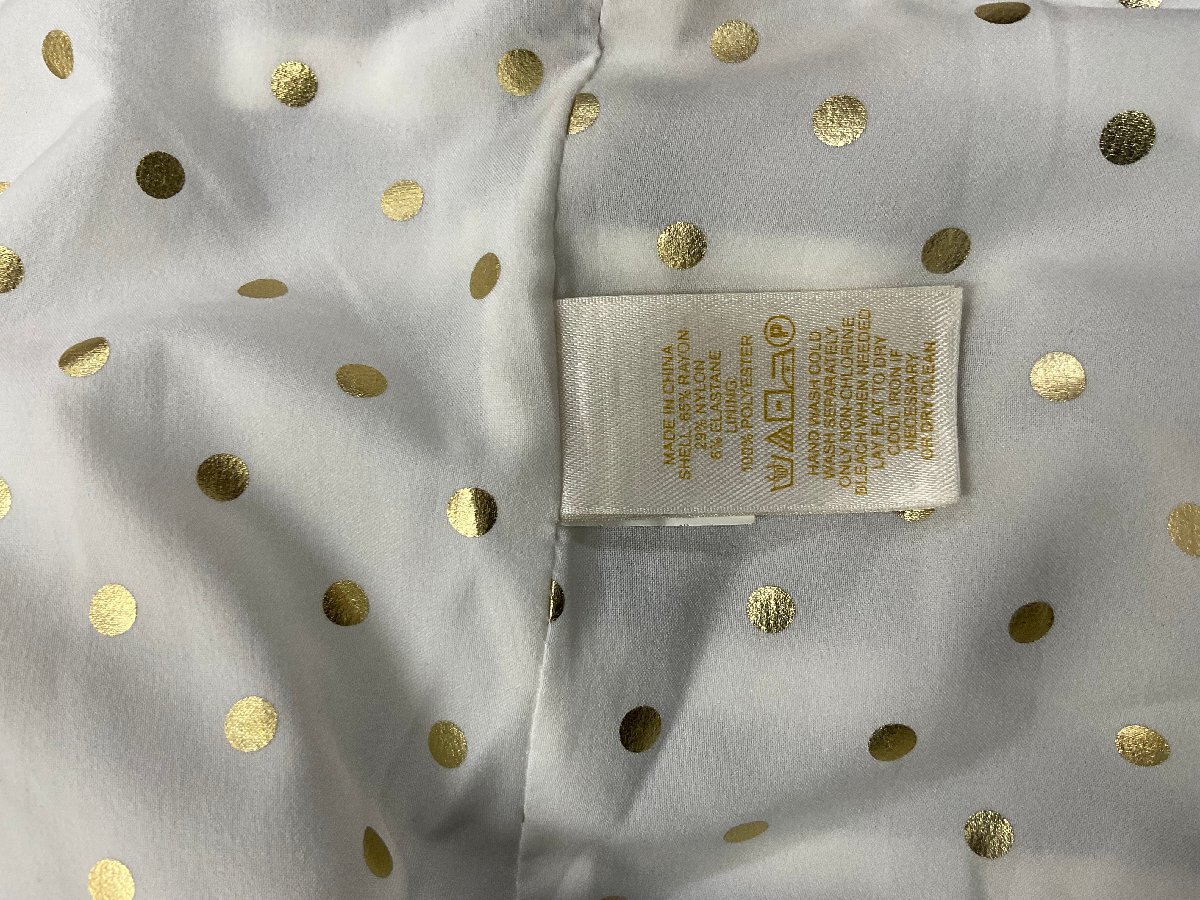 MADE IN CHINA
SHELL 65% RAYON
29% NYLON
6% ELASTANE
LINING:
100% POLYESTER
P
HAND WASH COLD
WASH SEPARATELY
ONLY NON-CHLORINE
BLEACH WHEN NEEDED
LAY FLAT TO DRY
COOL IRON IF
NECESSARY
OR DRY CLEAN